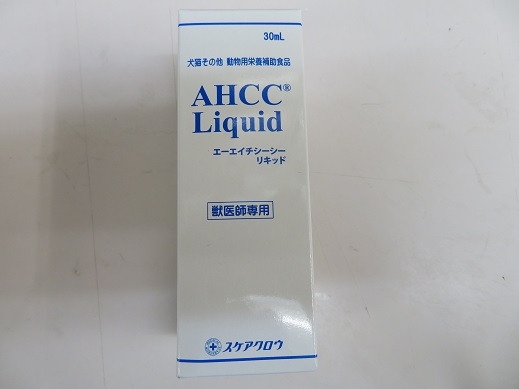 30mL
犬猫その他 動物用栄養補助食品
AHCC®
Liquid
エーエイチシーシー
リキッド
獣医師専用
スケアクロウ